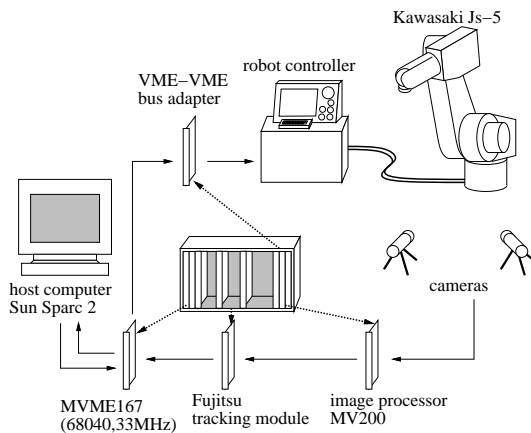 Kawasaki Js−5
robot controller
VME−VME
bus adapter
host computer
Sun Sparc 2
cameras
MVME167
(68040,33MHz)
Fujitsu
tracking module
image processor
MV200